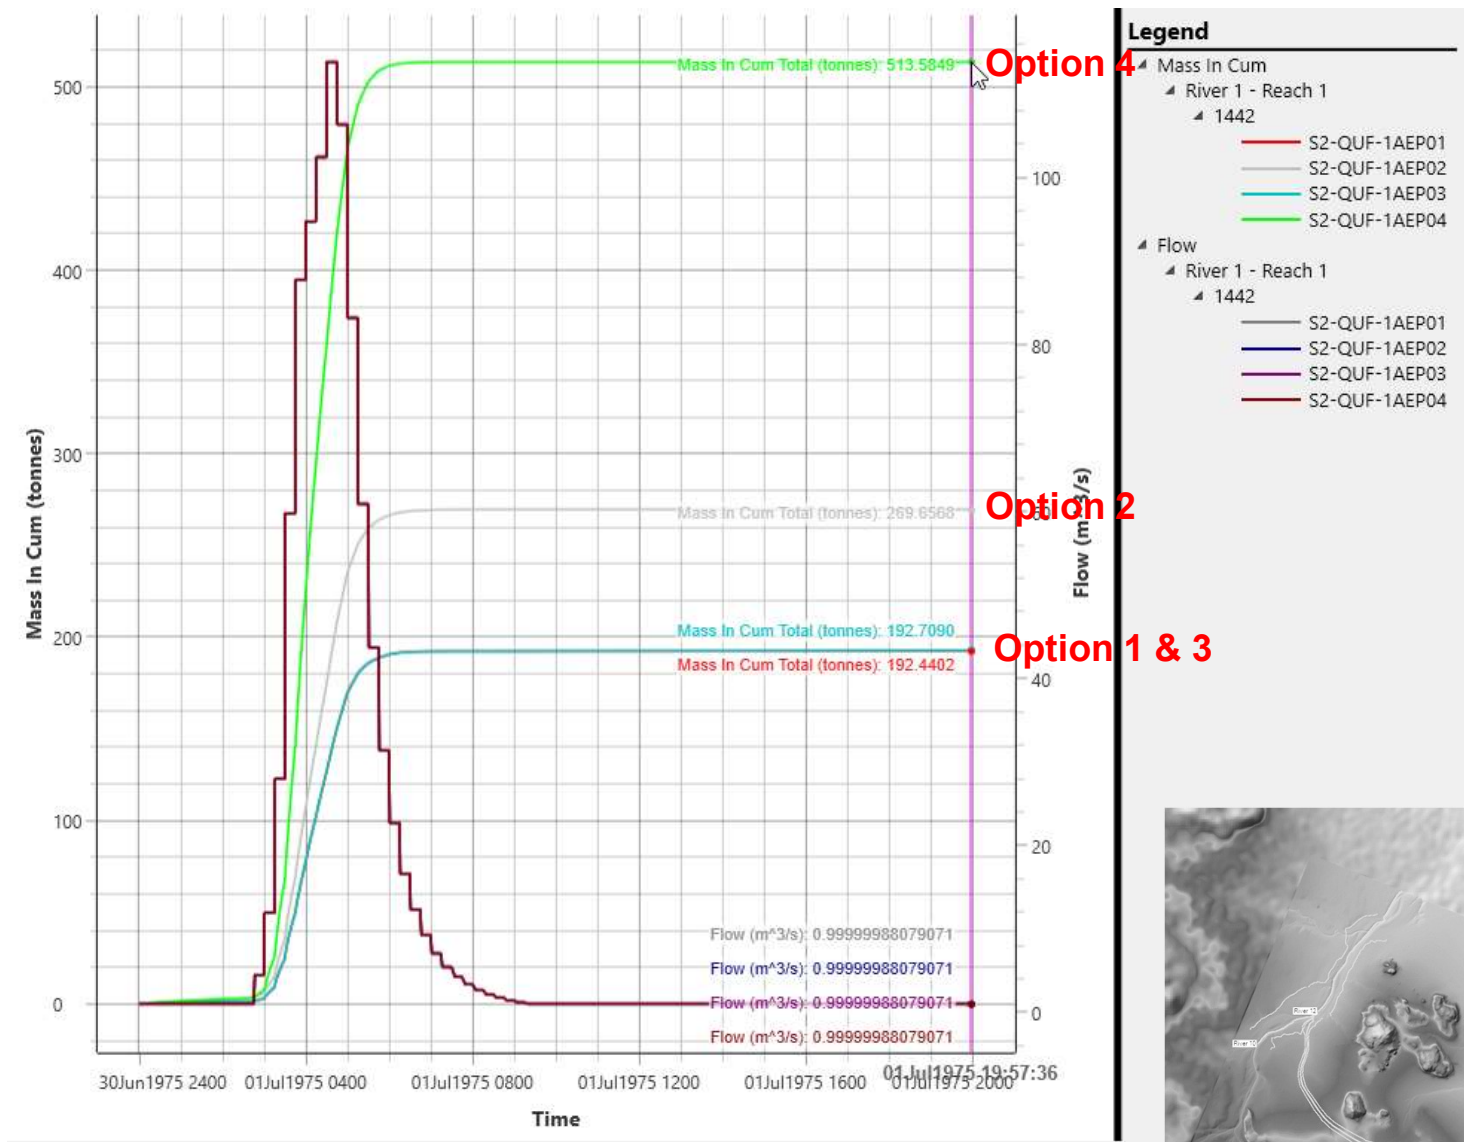 500
400
300
200
100
0
Mass In Cum (tonnes)
Mass In Cum Total (tonnes): 513.5849
Option 4
Mass In Cum Total (tonnes): 269.6568
Option 2
Mass In Cum Total (tonnes): 192.7090
Option 1 & 3
Mass In Cum Total (tonnes): 192.4402
Flow (m^3/s): 0.99999988079071
Flow (m^3/s): 0.99999988079071
Flow (m^3/s): 0.99999988079071
Flow (m^3/s): 0.99999988079071
100
80
60
40
20
0
30Jun1975 2400 01Jul1975 0400 01Jul1975 0800 01Jul1975 1200 01Jul1975 1600 01Jul1975 2000
01Jul1975 19:57:36
Time
Legend
Mass In Cum
River 1 - Reach 1
1442
S2-QUF-1AEP01
S2-QUF-1AEP02
S2-QUF-1AEP03
S2-QUF-1AEP04
Flow
River 1 - Reach 1
1442
S2-QUF-1AEP01
S2-QUF-1AEP02
S2-QUF-1AEP03
S2-QUF-1AEP04